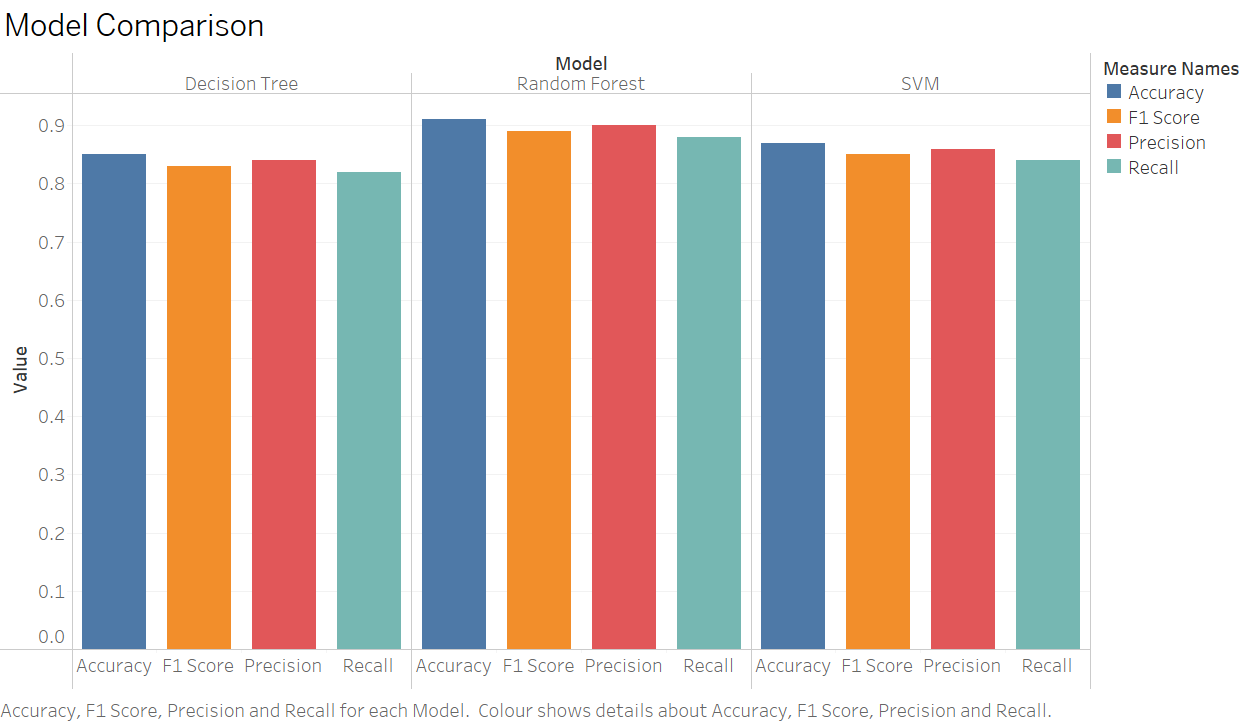 Model Comparison
Model
Decision Tree Random Forest SVM
Measure Names
Accuracy
F1 Score
Precision
Recall
Value
0.9
0.8
0.7
0.6
0.5
0.4
0.3
0.2
0.1
0.0
Accuracy F1 Score Precision Recall Accuracy F1 Score Precision Recall Accuracy F1 Score Precision Recall
Accuracy, F1 Score, Precision and Recall for each Model. Colour shows details about Accuracy, F1 Score, Precision and Recall.